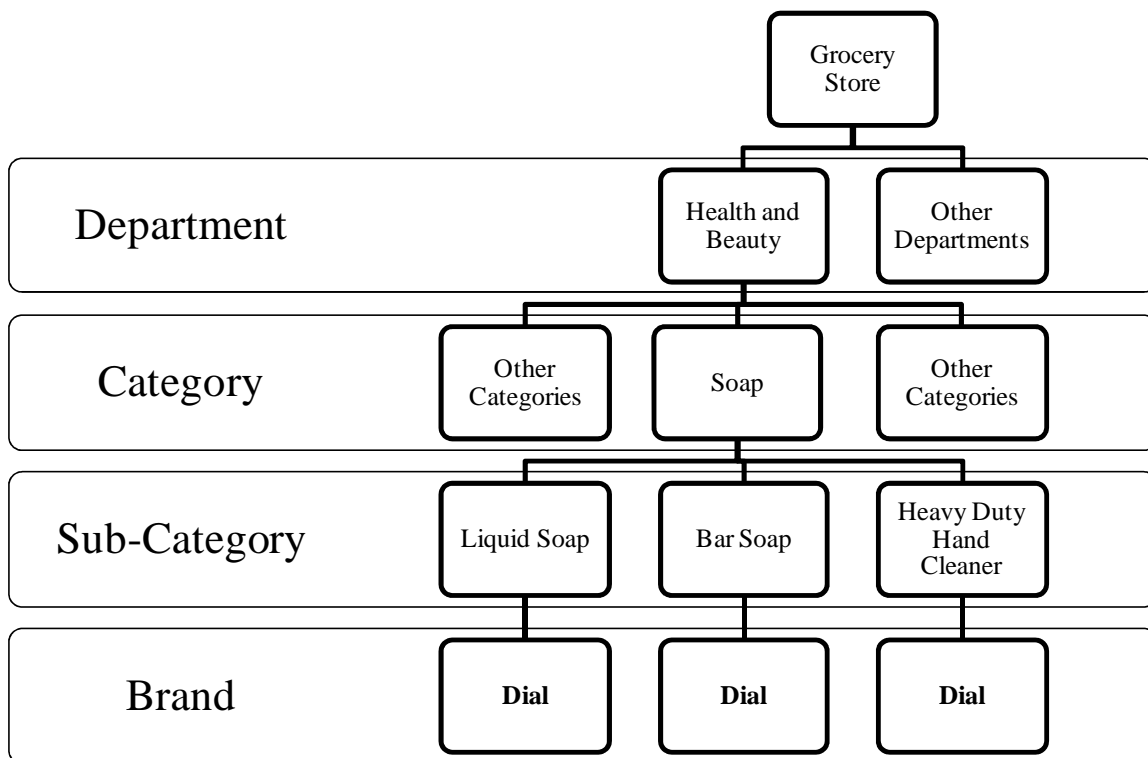 Grocery
Store
Department
Health and
Beauty
Other
Departments
Category
Other
Categories
Soap
Other
Categories
Sub-Category
Liquid Soap
Bar Soap
Heavy Duty
Hand
Cleaner
Brand
Dial
Dial
Dial